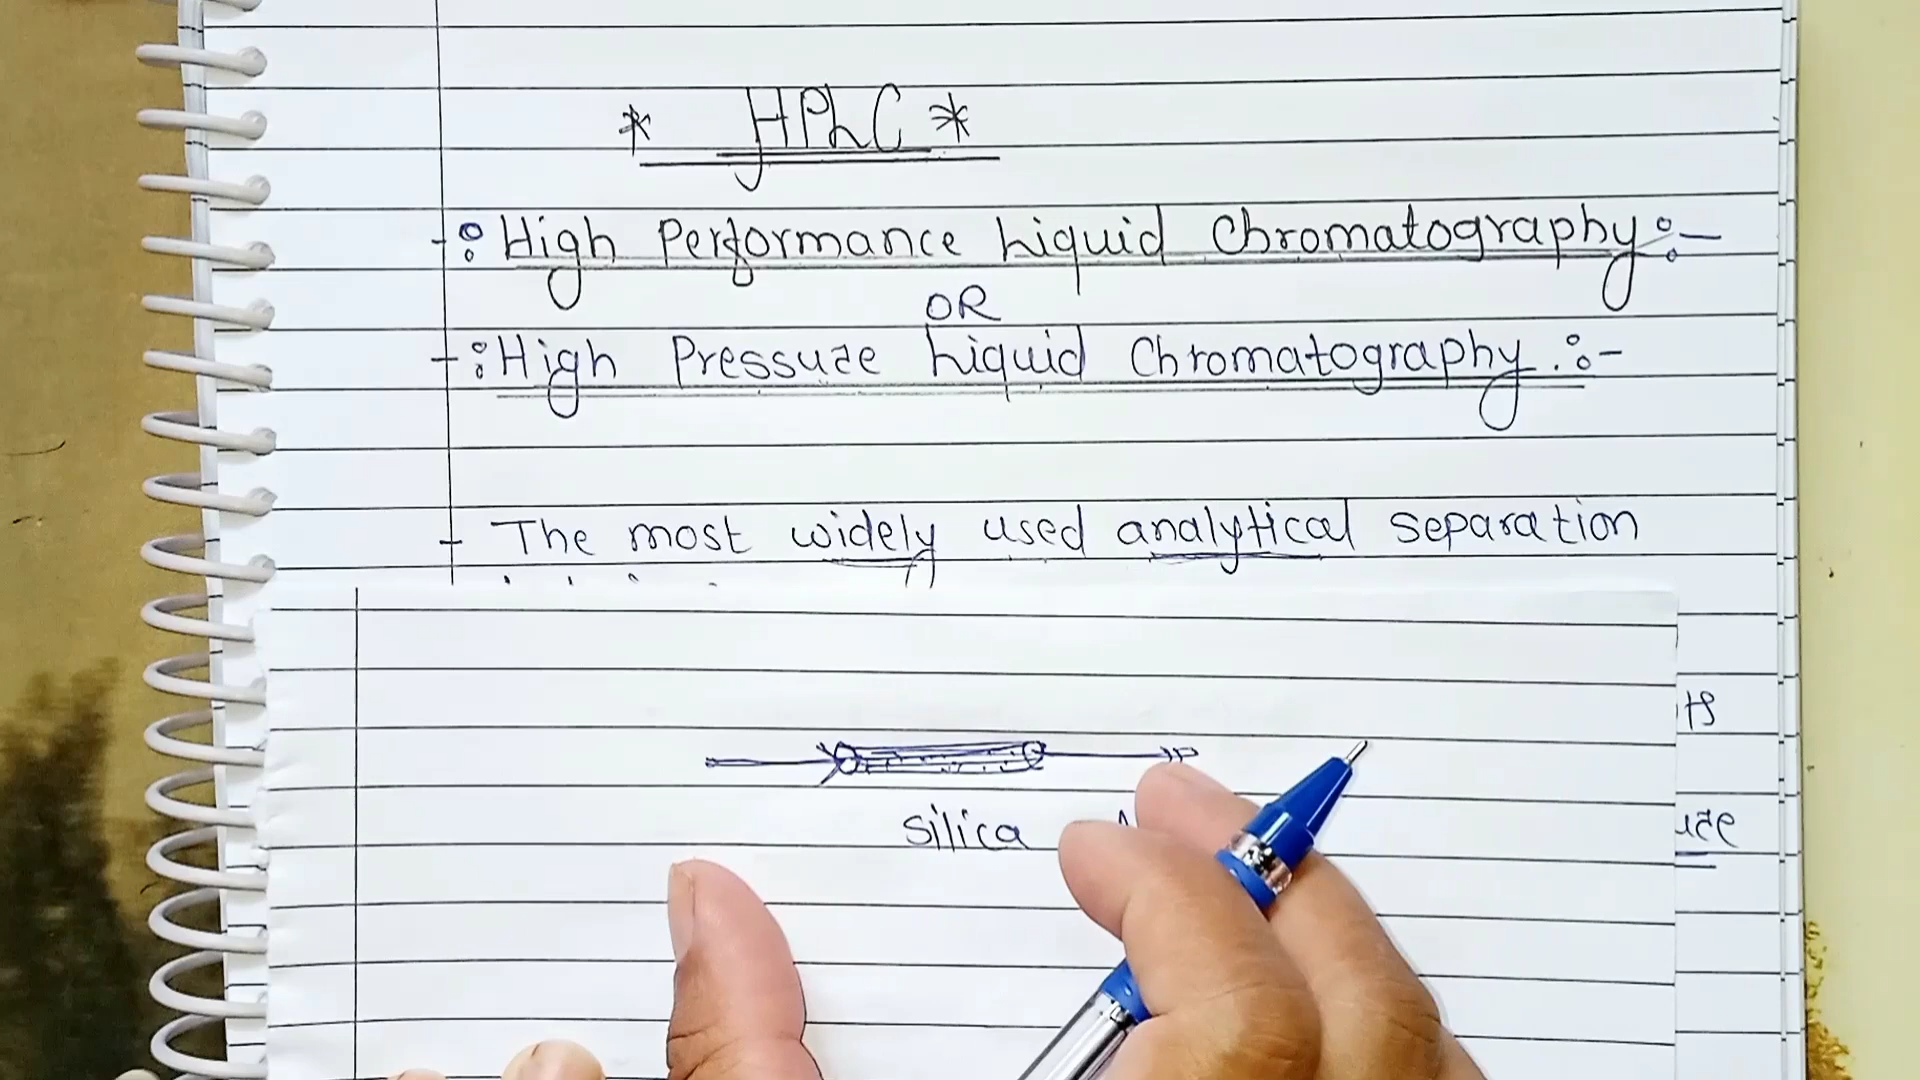 * HPLC *
-: High Performance Liquid Chromatography :-
OR
-: High Pressure Liquid Chromatography. :-
- The most widely used analytical separation
silica